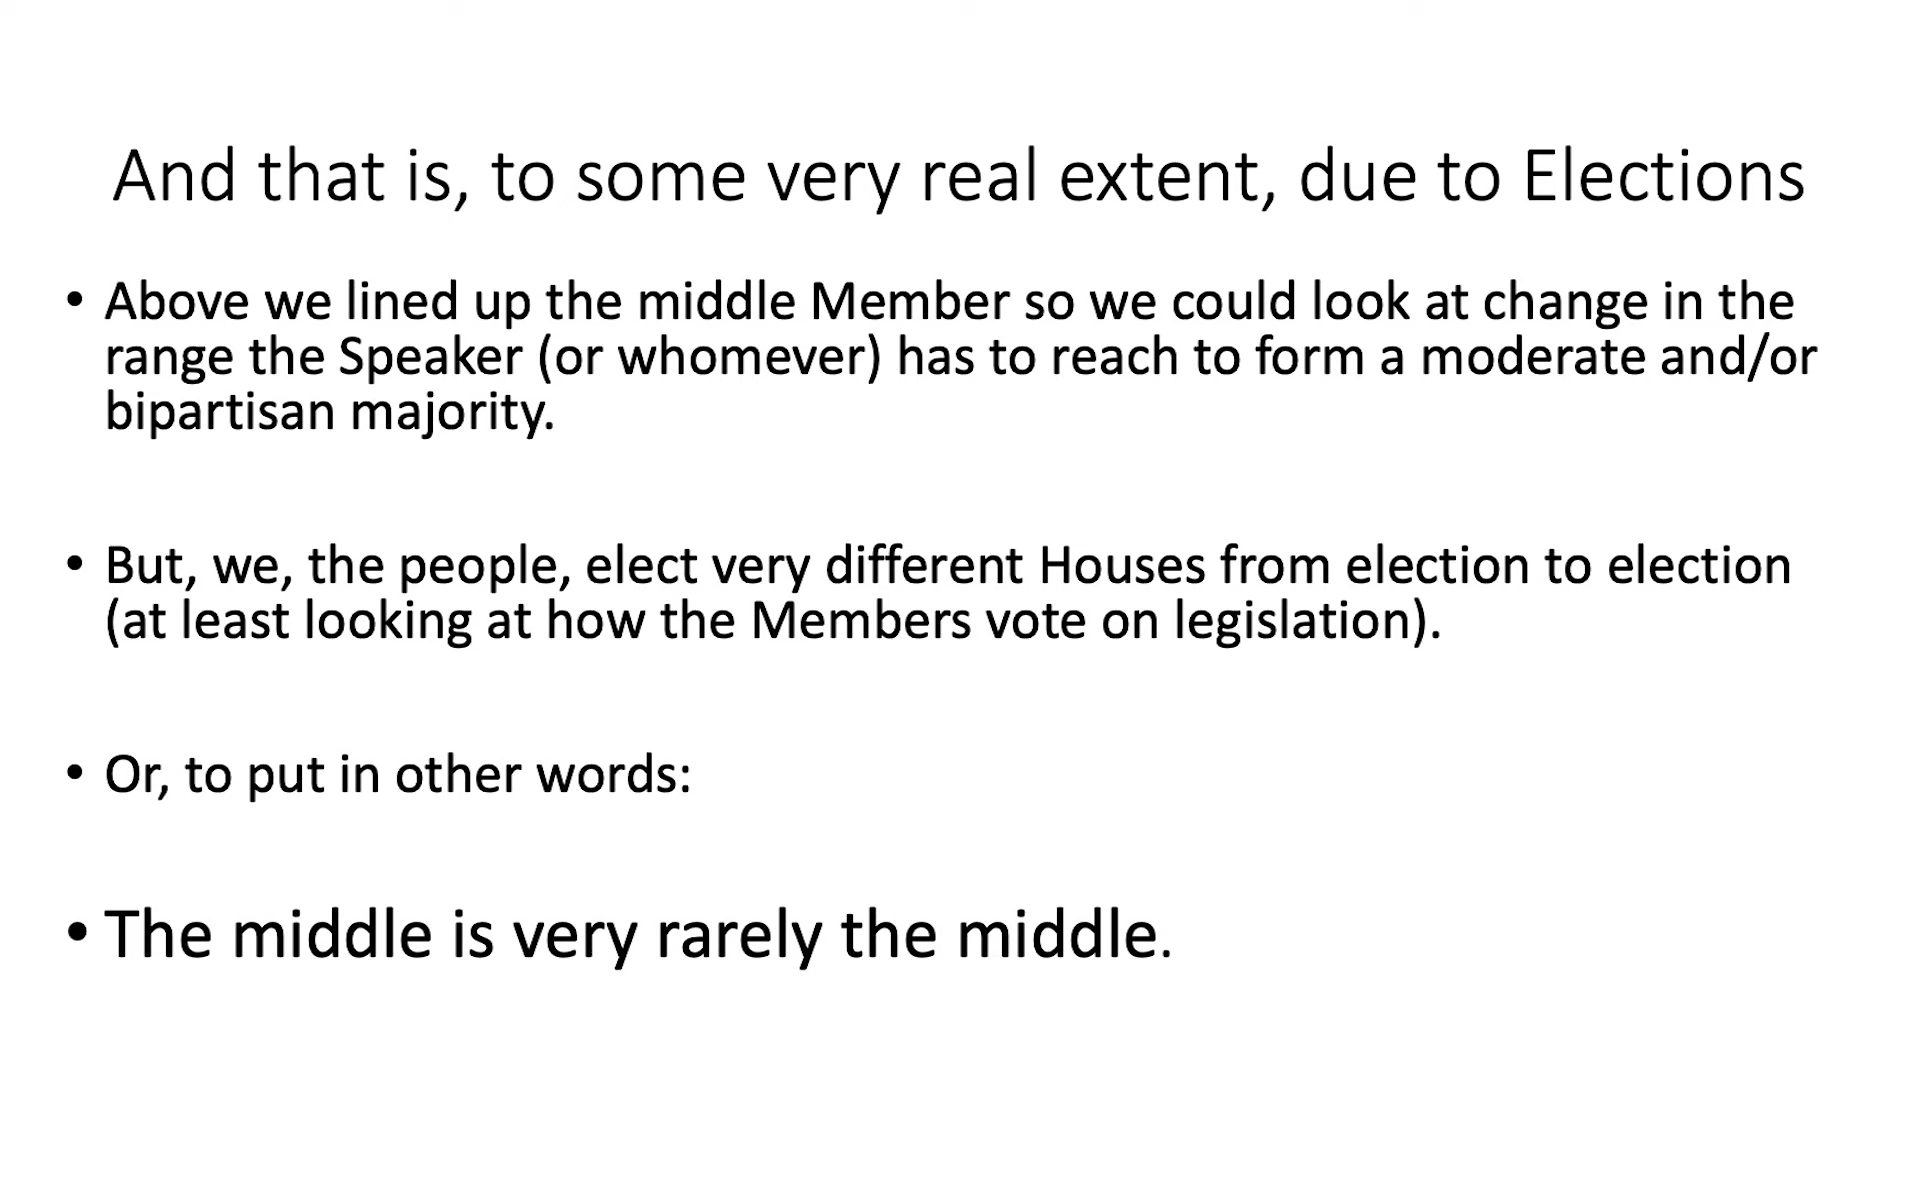 And that is, to some very real extent, due to Elections
• Above we lined up the middle Member so we could look at change in the
range the Speaker (or whomever) has to reach to form a moderate and/or
bipartisan majority.
• But, we, the people, elect very different Houses from election to election
(at least looking at how the Members vote on legislation).
• Or, to put in other words:
• The middle is very rarely the middle.